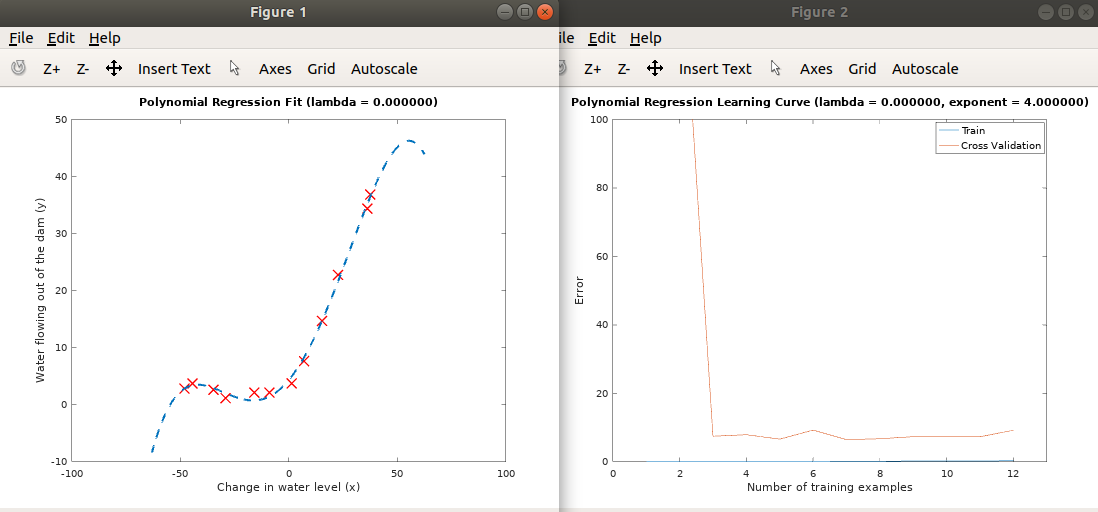 Figure 1
File Edit Help
Z+ Z- Insert Text Axes Grid Autoscale
Polynomial Regression Fit (lambda = 0.000000)
50
40
30
20
10
0
-10
-100 -50 0 50 100
Water flowing out of the dam (y)
Change in water level (x)
Figure 2
ile Edit Help
Z+ Z- Insert Text Axes Grid Autoscale
Polynomial Regression Learning Curve (lambda = 0.000000, exponent = 4.000000)
Train
Cross Validation
100
80
60
40
20
0
0 2 4 6 8 10 12
Error
Number of training examples